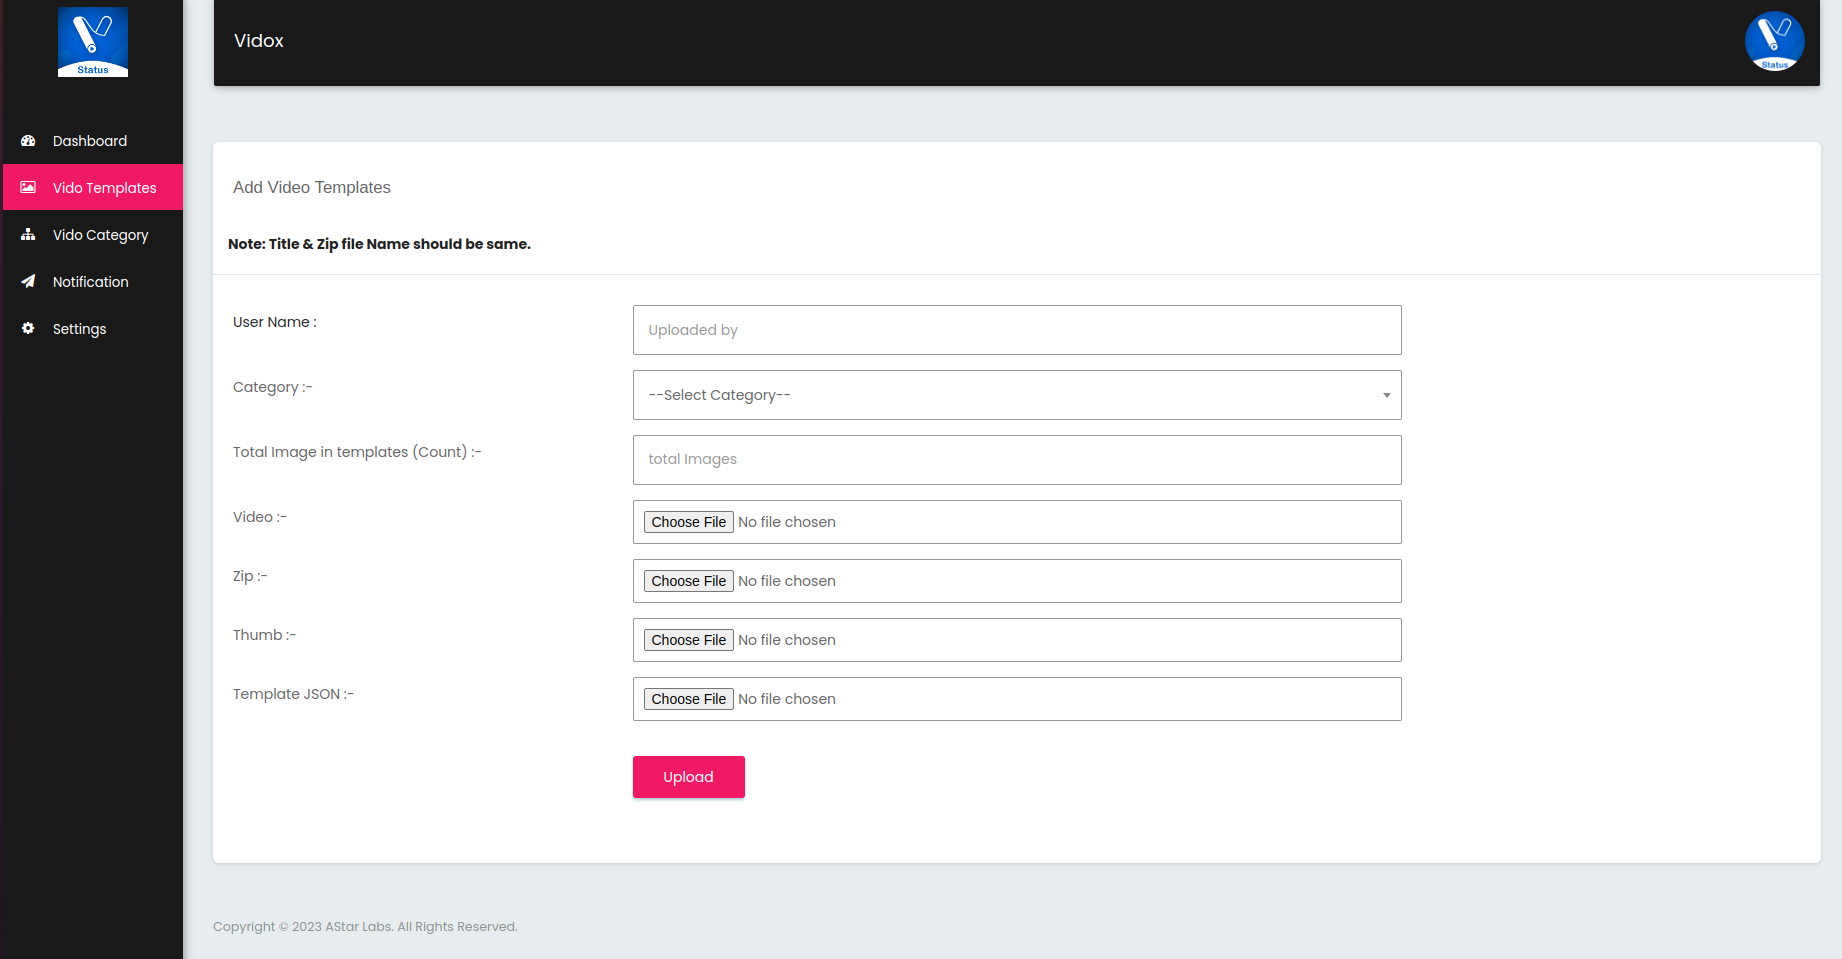 Status
Vidox
Status
Dashboard
Vido Templates
Vido Category
Notification
Settings
Add Video Templates
Note: Title & Zip file Name should be same.
User Name :
Uploaded by
Category :-
--Select Category--
Total Image in templates (Count) :-
total Images
Video :-
Choose File No file chosen
Zip :-
Choose File No file chosen
Thumb :-
Choose File No file chosen
Template JSON :-
Choose File No file chosen
Upload
Copyright © 2023 AStar Labs. All Rights Reserved.